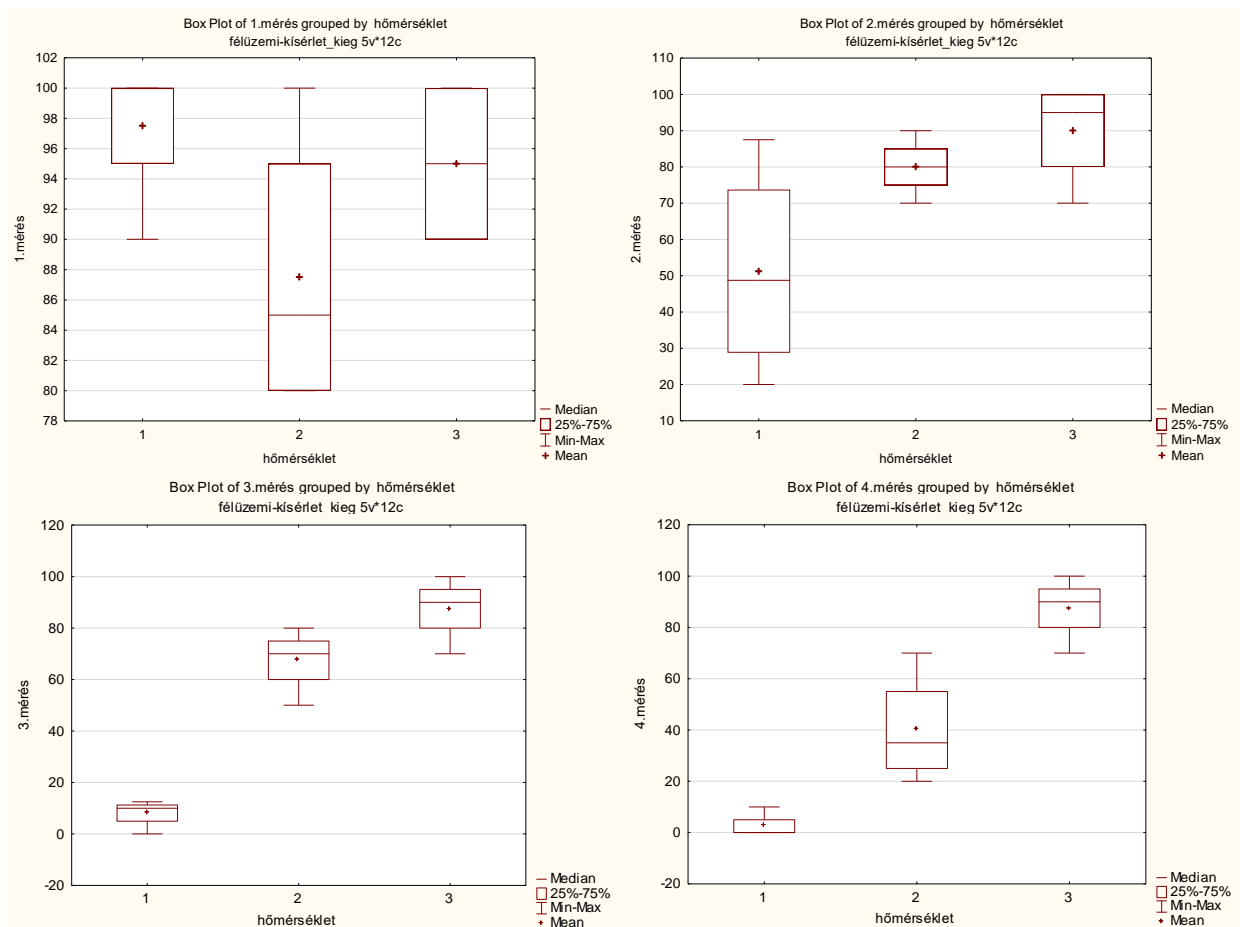 Box Plot of 1.mérés grouped by hőmérséklet
félüzemi-kísérlet_kieg 5v*12c
102
100
98
96
94
92
90
88
86
84
82
80
78
1.mérés
1 2 3
hőmérséklet
Median
25%-75%
Min-Max
Mean
Box Plot of 2.mérés grouped by hőmérséklet
félüzemi-kísérlet_kieg 5v*12c
110
100
90
80
70
60
50
40
30
20
10
2.mérés
1 2 3
hőmérséklet
Median
25%-75%
Min-Max
Mean
Box Plot of 3.mérés grouped by hőmérséklet
félüzemi-kísérlet kieg 5v*12c
120
100
80
60
40
20
0
-20
3.mérés
1 2 3
hőmérséklet
Median
25%-75%
Min-Max
Mean
Box Plot of 4.mérés grouped by hőmérséklet
félüzemi-kísérlet kieg 5v*12c
120
100
80
60
40
20
0
-20
4.mérés
1 2 3
hőmérséklet
Median
25%-75%
Min-Max
Mean